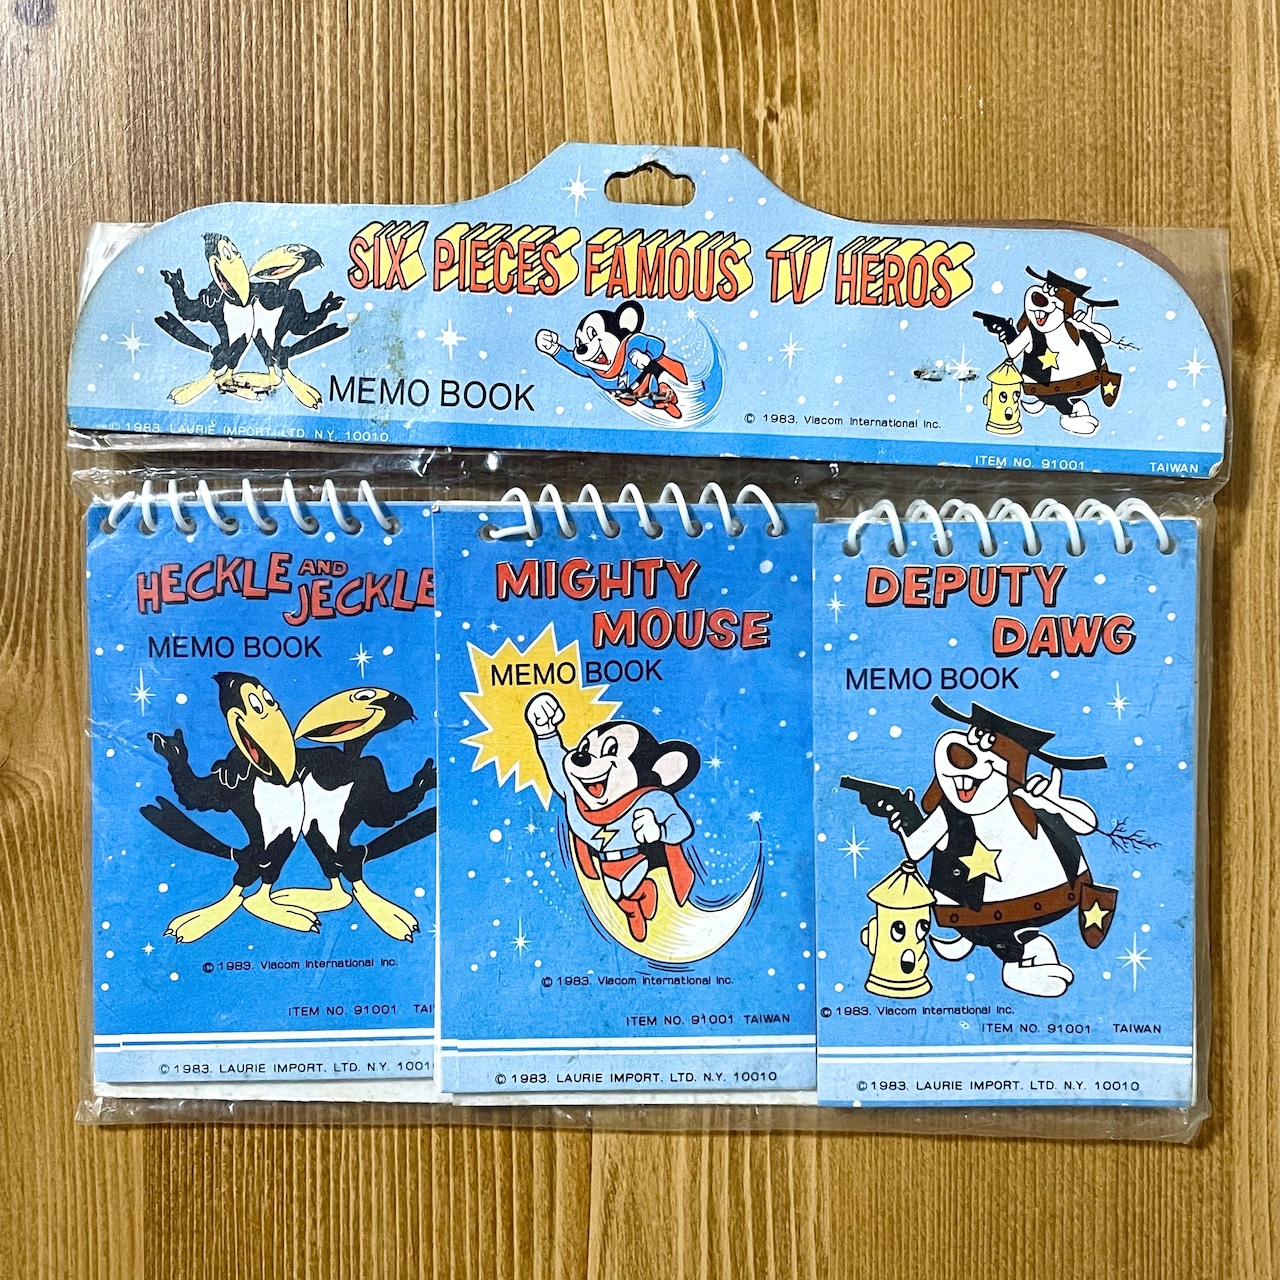 SIX PIECES FAMOUS TV HEROS
MEMO BOOK
© 1983. Viacom International Inc.
© 1983. LAURIE IMPORT. LTD. N.Y. 10010
ITEM NO. 91001 TAIWAN
HECKLE AND JECKLE
MEMO BOOK
© 1983. Viacom International Inc.
ITEM NO. 91001 TAI
© 1983. LAURIE IMPORT. LTD. N.Y. 1001
MIGHTY
MOUSE
MEMO BOOK
© 1983. Viacom International Inc.
ITEM NO. 91001 TAIWAN
© 1983. LAURIE IMPORT. LTD. N.Y. 10010
DEPUTY
DAWG
MEMO BOOK
© 1983. Viacom International Inc.
ITEM NO. 91001 TAIWAN
© 1983. LAURIE IMPORT. LTD. N.Y. 10010